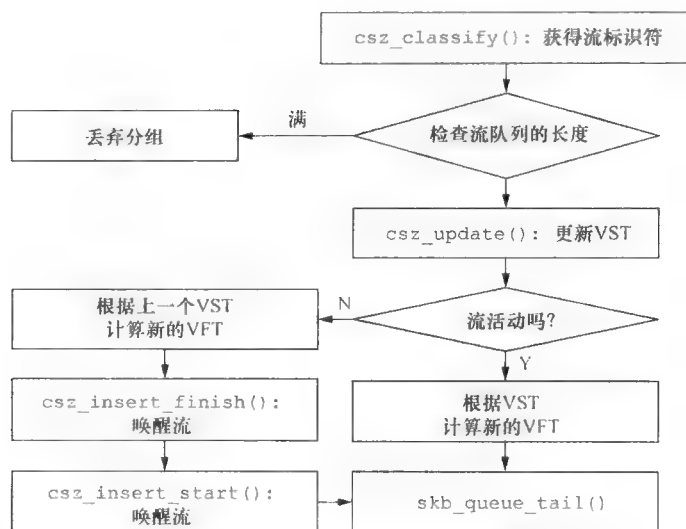 csz_classify(): 获得流标识符
满
丢弃分组
检查流队列的长度
csz_update(): 更新VST
根据上一个VST
计算新的VFT
N
流活动吗?
Y
csz_insert_finish():
唤醒流
根据VST
计算新的VFT
csz_insert_start():
唤醒流
skb_queue_tail()